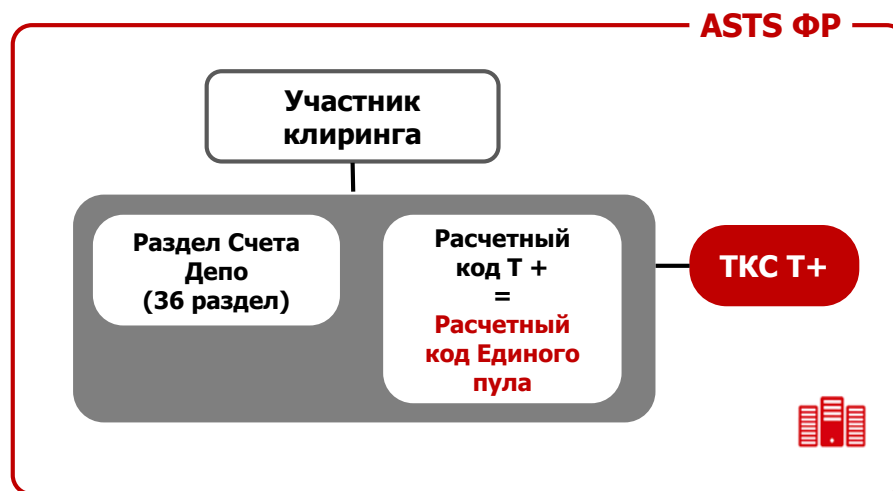 ASTS ФР
Участник
клиринга
Раздел Счета
Депо
(36 раздел)
Расчетный
код Т +
=
Расчетный
код Единого
пула
ТКС Т+